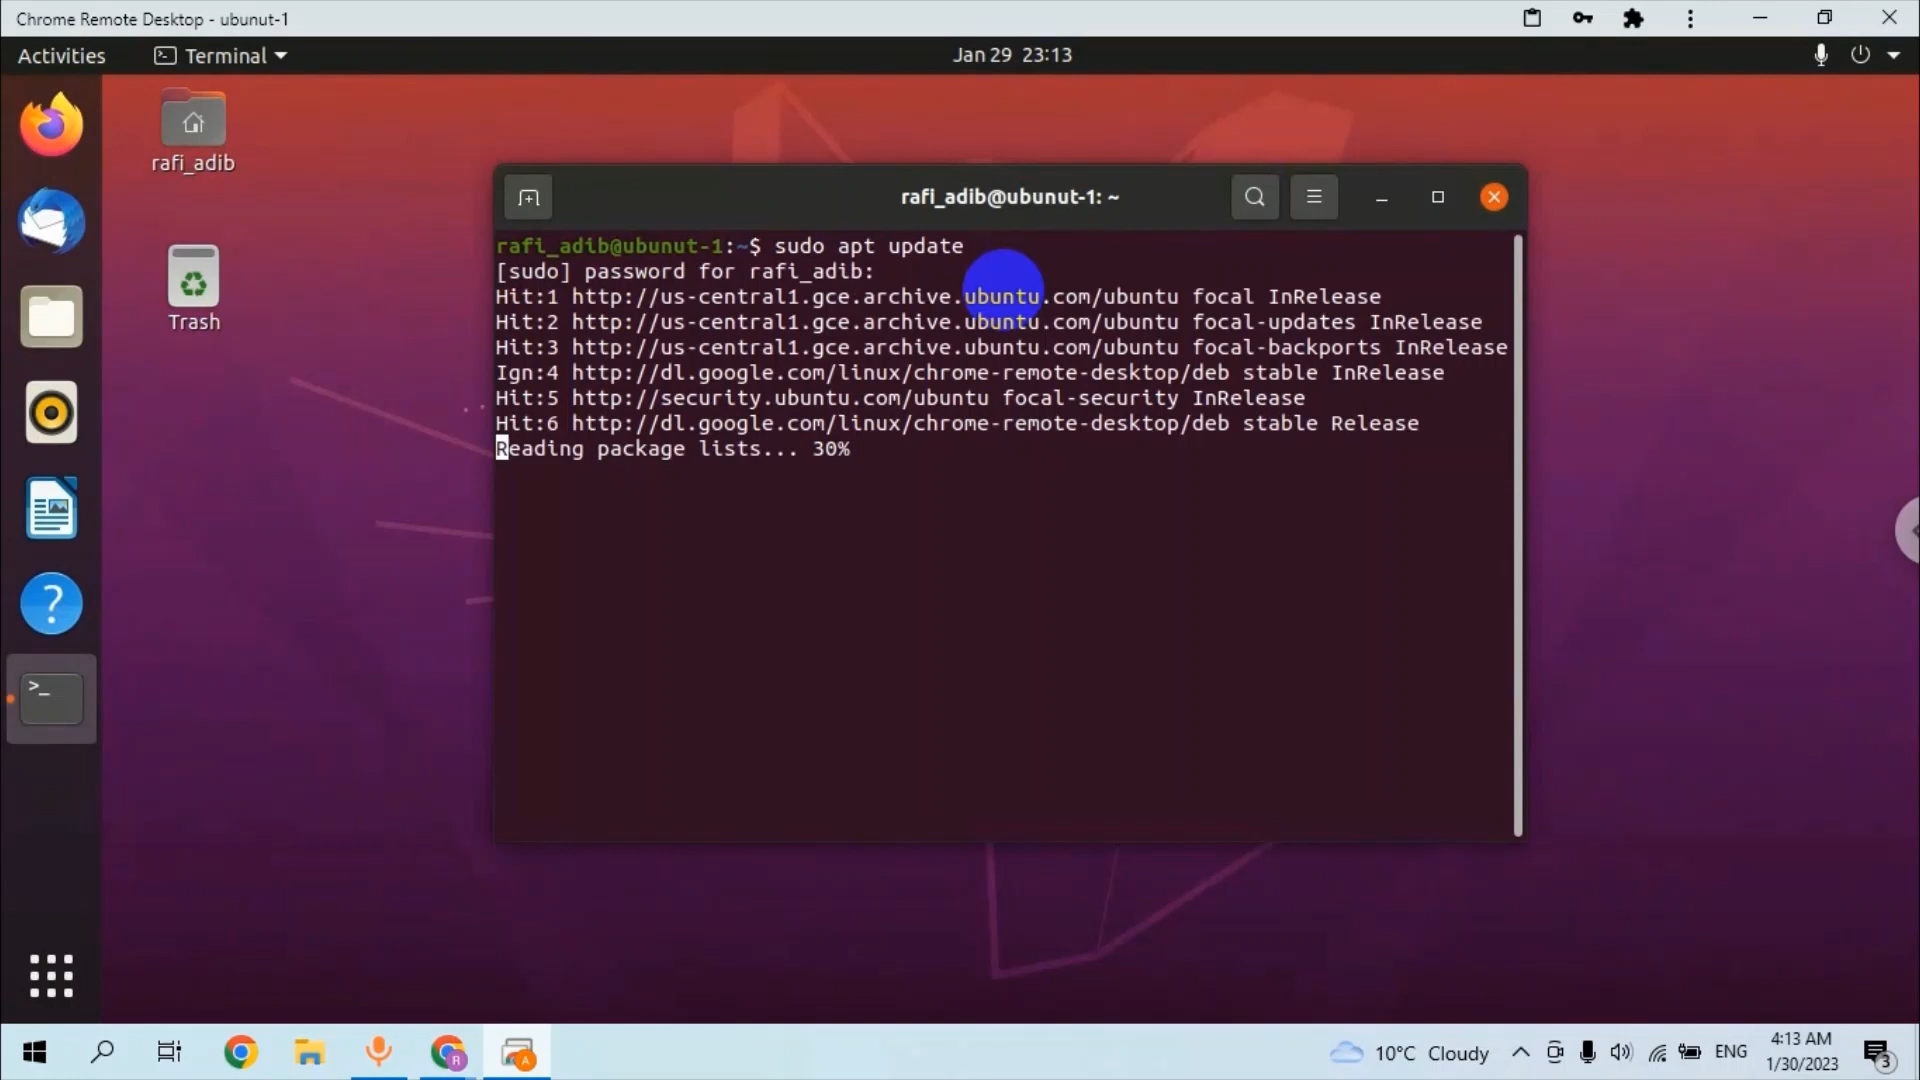 Chrome Remote Desktop - ubunut-1
Activities
Terminal
Jan 29 23:13
rafi_adib
Trash
rafi_adib@ubunut-1: ~
rafi_adib@ubunut-1:~$ sudo apt update
[sudo] password for rafi_adib:
Hit:1 http://us-central1.gce.archive.ubuntu.com/ubuntu focal InRelease
Hit:2 http://us-central1.gce.archive.ubuntu.com/ubuntu focal-updates InRelease
Hit:3 http://us-central1.gce.archive.ubuntu.com/ubuntu focal-backports InRelease
Ign:4 http://dl.google.com/linux/chrome-remote-desktop/deb stable InRelease
Hit:5 http://security.ubuntu.com/ubuntu focal-security InRelease
Hit:6 http://dl.google.com/linux/chrome-remote-desktop/deb stable Release
Reading package lists... 30%
R
A
10°C Cloudy
ENG
4:13 AM
1/30/2023
3